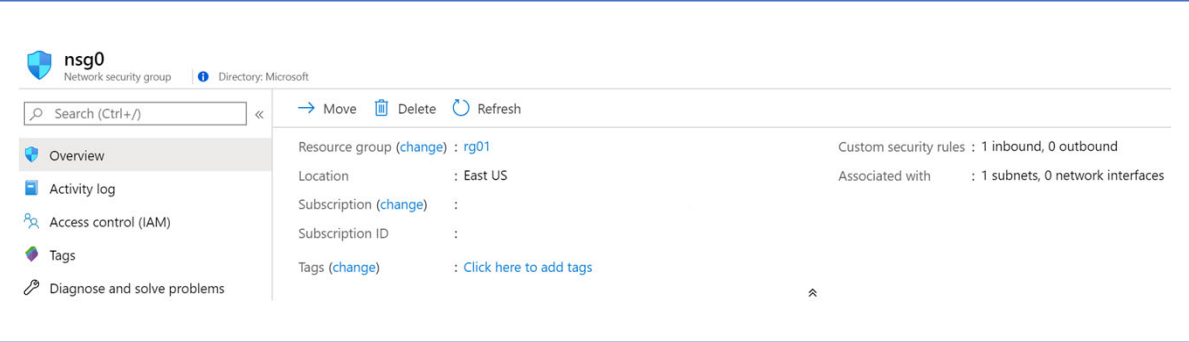 nsg0
Network security group Directory: Microsoft
Search (Ctrl+/) «
Move Delete Refresh
Overview
Activity log
Access control (IAM)
Tags
Diagnose and solve problems
Resource group (change) : rg01
Location : East US
Subscription (change) :
Subscription ID :
Tags (change) : Click here to add tags
Custom security rules : 1 inbound, 0 outbound
Associated with : 1 subnets, 0 network interfaces